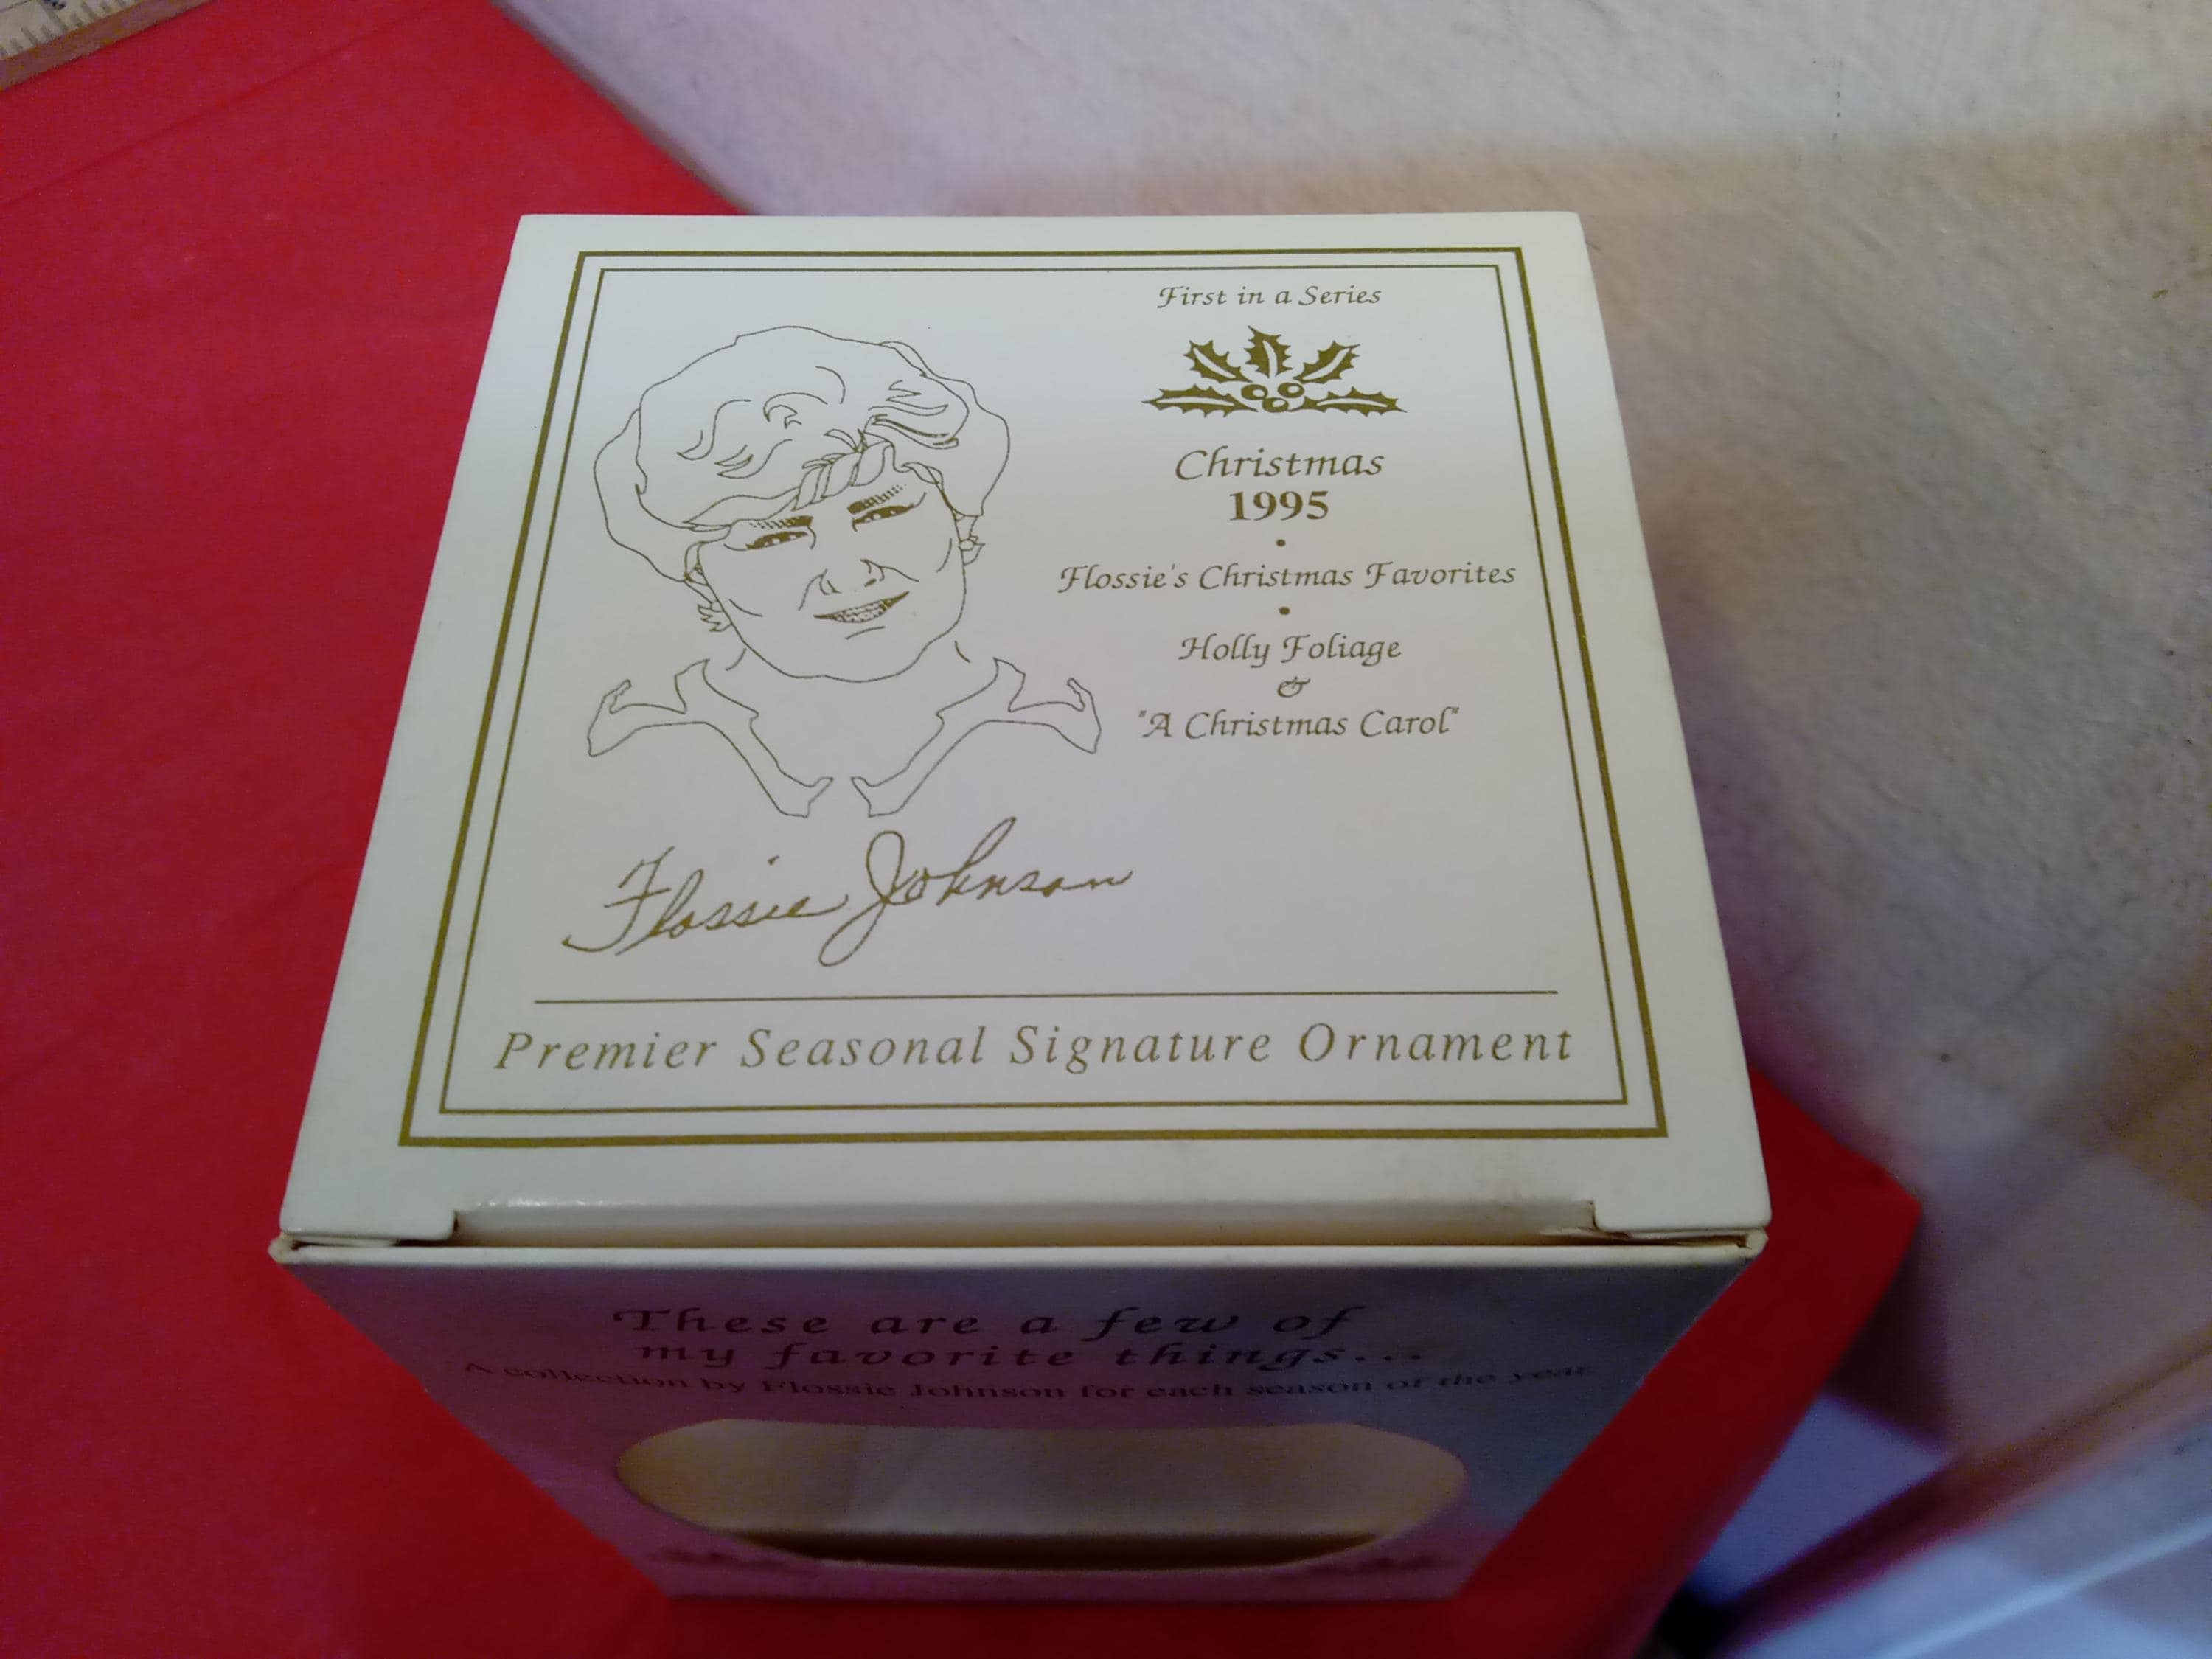 First in a Series
Christmas
1995
•
Flossie's Christmas Favorites
•
Holly Foliage
&
"A Christmas Carol"
Flossie Johnson
Premier Seasonal Signature Ornament
These are a few of
my favorite things...
A collection by Flossie Johnson for each season of the year